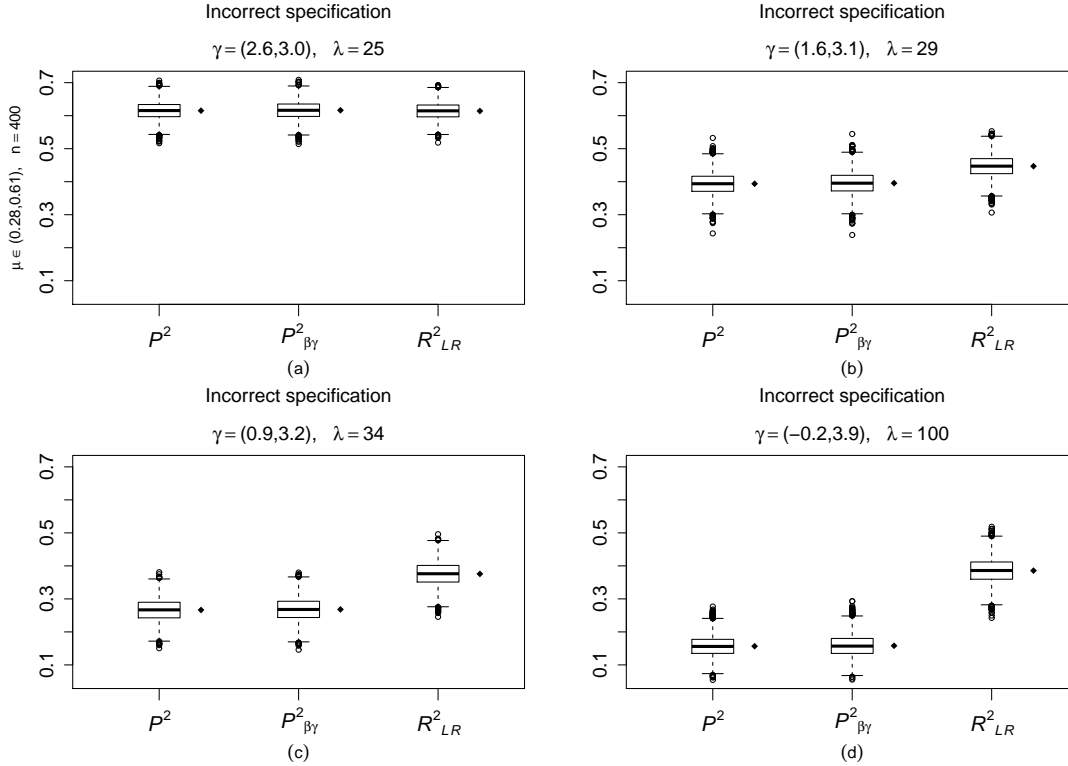 Incorrect specification
γ = (2.6,3.0), λ = 25
μ ∈ (0.28,0.61), n = 400
0.7
0.5
0.3
0.1
P²
P²βγ
R²LR
(a)
Incorrect specification
γ = (1.6,3.1), λ = 29
0.7
0.5
0.3
0.1
P²
P²βγ
R²LR
(b)
Incorrect specification
γ = (0.9,3.2), λ = 34
0.7
0.5
0.3
0.1
P²
P²βγ
R²LR
(c)
Incorrect specification
γ = (−0.2,3.9), λ = 100
0.7
0.5
0.3
0.1
P²
P²βγ
R²LR
(d)